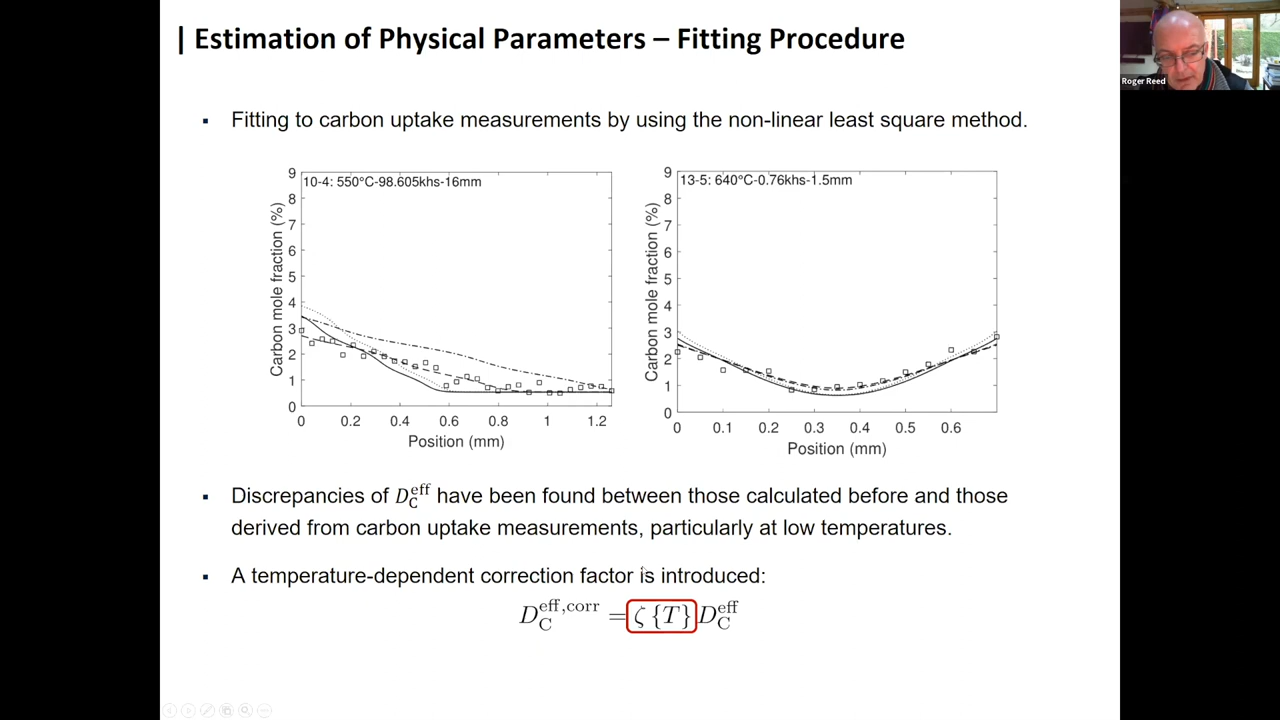 | Estimation of Physical Parameters – Fitting Procedure
Roger Reed
▪ Fitting to carbon uptake measurements by using the non-linear least square method.
10-4: 550°C-98.605khs-16mm
Carbon mole fraction (%)
9
8
7
6
5
4
3
2
1
0
0 0.2 0.4 0.6 0.8 1 1.2
Position (mm)
13-5: 640°C-0.76khs-1.5mm
Carbon mole fraction (%)
9
8
7
6
5
4
3
2
1
0
0 0.1 0.2 0.3 0.4 0.5 0.6
Position (mm)
▪ Discrepancies of D_C^eff have been found between those calculated before and those
derived from carbon uptake measurements, particularly at low temperatures.
▪ A temperature-dependent correction factor is introduced:
D_C^eff,corr = ζ {T} D_C^eff